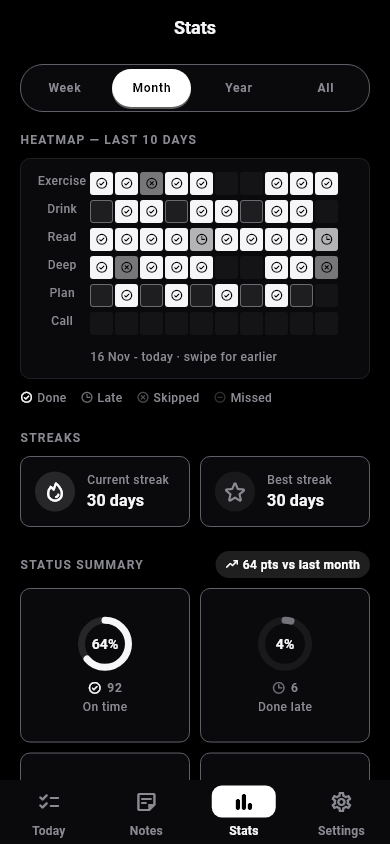 Stats
Week Month Year All
HEATMAP — LAST 10 DAYS
Exercise
Drink
Read
Deep
Plan
Call
16 Nov - today · swipe for earlier
Done Late Skipped Missed
STREAKS
Current streak
30 days
Best streak
30 days
STATUS SUMMARY
64 pts vs last month
64%
92
On time
4%
6
Done late
Today Notes Stats Settings